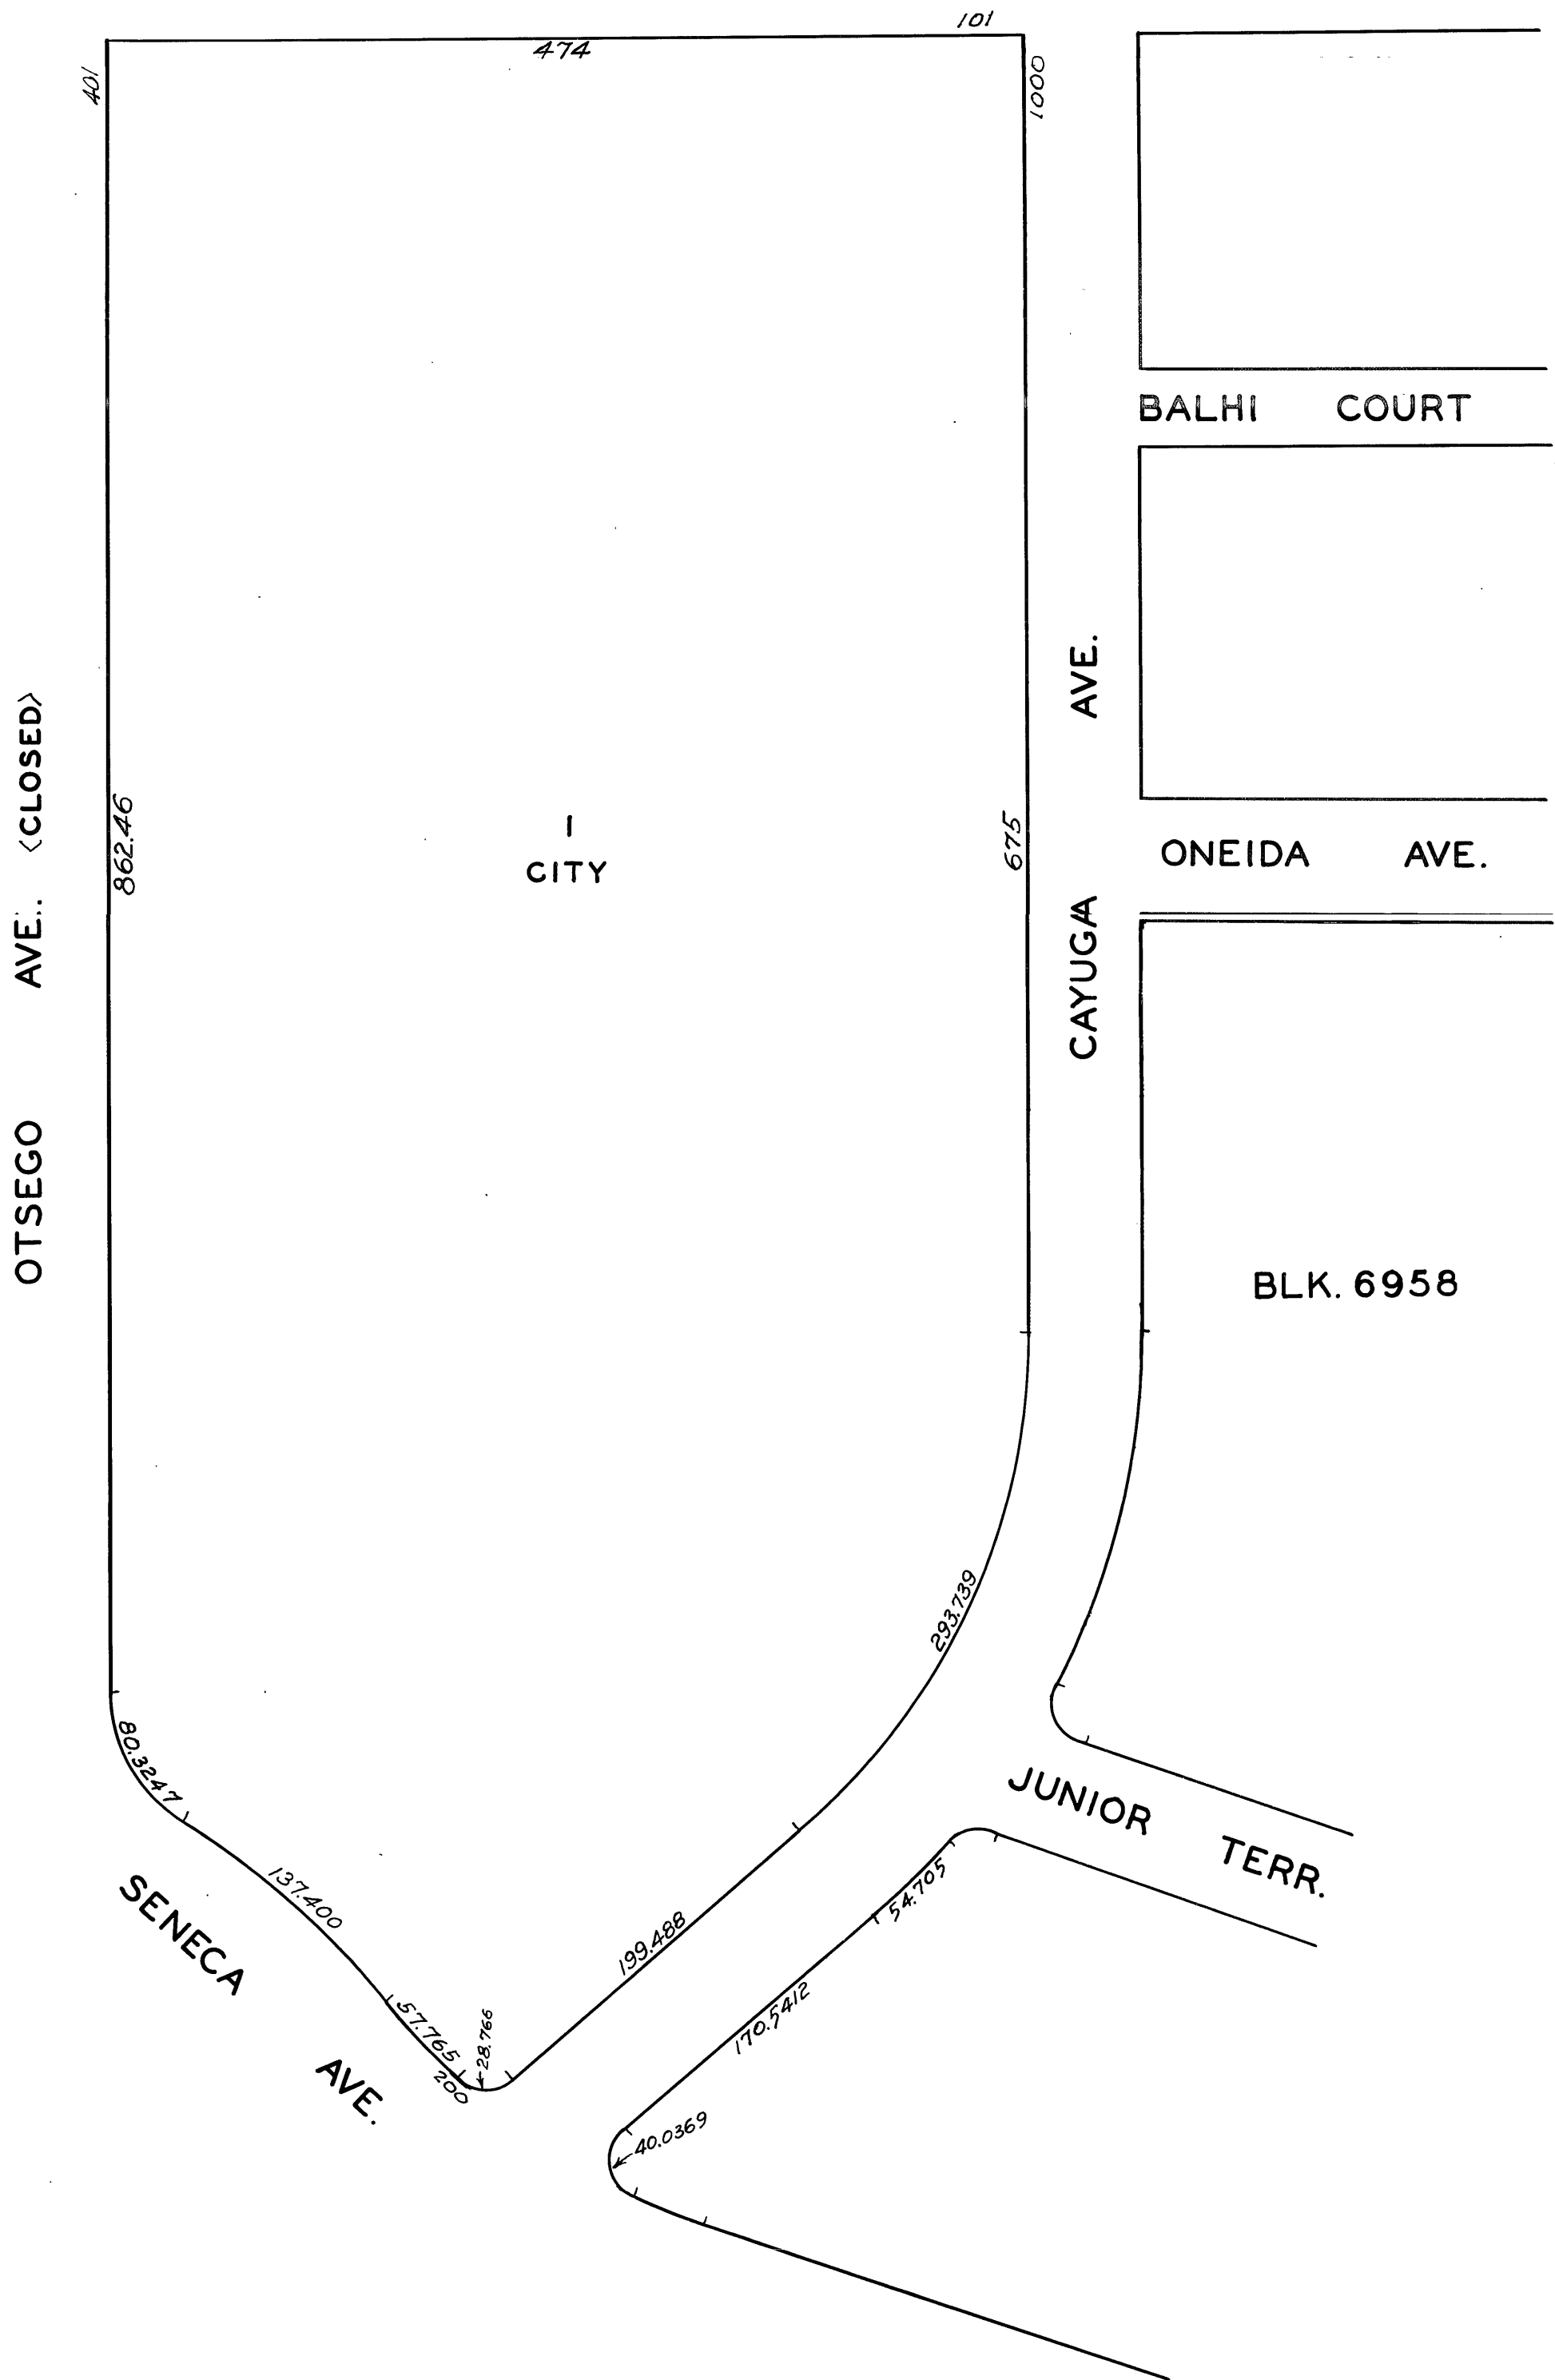 101
474
401
1000
BALHI COURT
CAYUGA AVE.
OTSEGO AVE. <CLOSED>
862.46
1
CITY
675
ONEIDA AVE.
BLK. 6958
293.739
80.3247
JUNIOR TERR.
137.400
SENECA AVE.
54.705
199.488
170.5412
57.765
28.766
200
40.0369